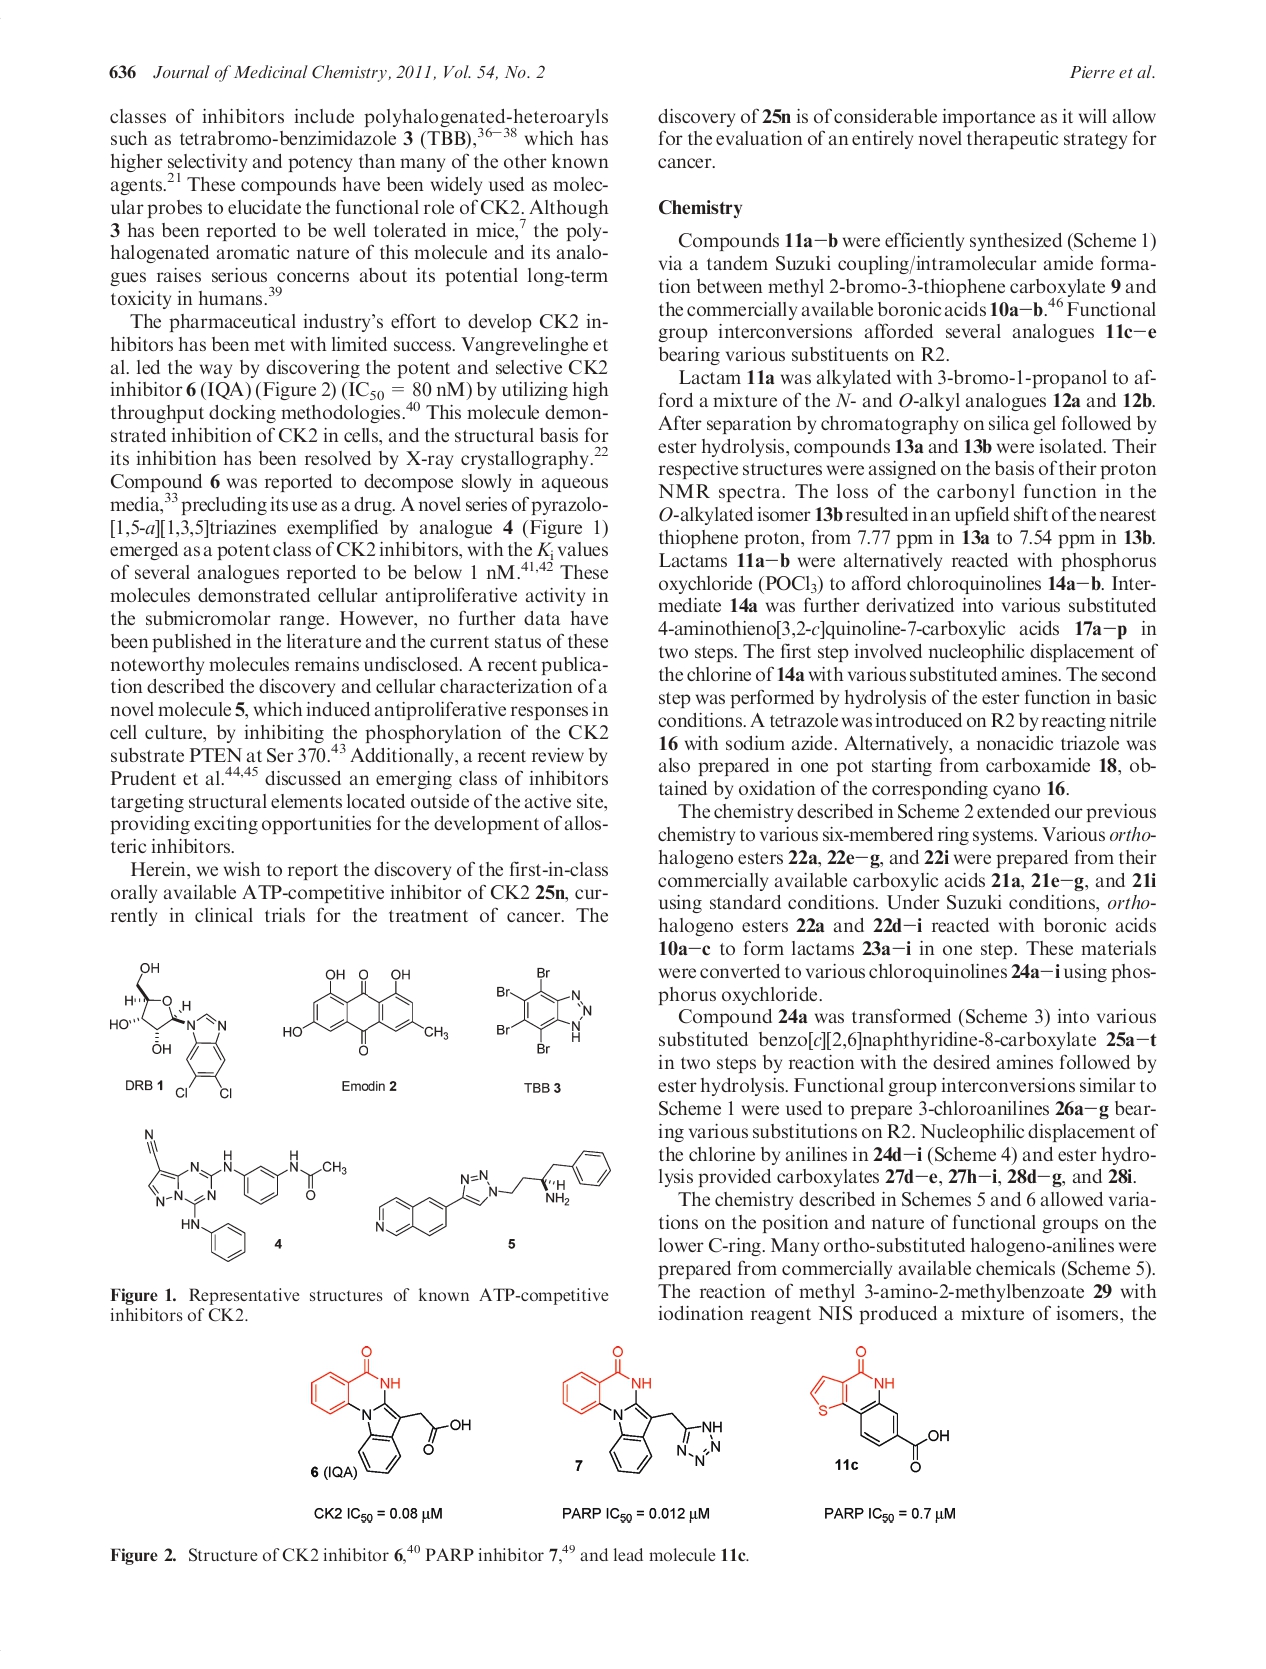 636 Journal of Medicinal Chemistry, 2011, Vol. 54, No. 2
Pierre et al.
classes of inhibitors include polyhalogenated-heteroaryls
such as tetrabromo-benzimidazole 3 (TBB),36−38 which has
higher selectivity and potency than many of the other known
agents.21 These compounds have been widely used as molec-
ular probes to elucidate the functional role of CK2. Although
3 has been reported to be well tolerated in mice,7 the poly-
halogenated aromatic nature of this molecule and its analo-
gues raises serious concerns about its potential long-term
toxicity in humans.39
The pharmaceutical industry's effort to develop CK2 in-
hibitors has been met with limited success. Vangrevelinghe et
al. led the way by discovering the potent and selective CK2
inhibitor 6 (IQA) (Figure 2) (IC50 = 80 nM) by utilizing high
throughput docking methodologies.40 This molecule demon-
strated inhibition of CK2 in cells, and the structural basis for
its inhibition has been resolved by X-ray crystallography.22
Compound 6 was reported to decompose slowly in aqueous
media,33 precluding its use as a drug. A novel series of pyrazolo-
[1,5-a][1,3,5]triazines exemplified by analogue 4 (Figure 1)
emerged as a potent class of CK2 inhibitors, with the Ki values
of several analogues reported to be below 1 nM.41,42 These
molecules demonstrated cellular antiproliferative activity in
the submicromolar range. However, no further data have
been published in the literature and the current status of these
noteworthy molecules remains undisclosed. A recent publica-
tion described the discovery and cellular characterization of a
novel molecule 5, which induced antiproliferative responses in
cell culture, by inhibiting the phosphorylation of the CK2
substrate PTEN at Ser 370.43 Additionally, a recent review by
Prudent et al.44,45 discussed an emerging class of inhibitors
targeting structural elements located outside of the active site,
providing exciting opportunities for the development of allos-
teric inhibitors.
Herein, we wish to report the discovery of the first-in-class
orally available ATP-competitive inhibitor of CK2 25n, cur-
rently in clinical trials for the treatment of cancer. The
OH
H
O
H
HO
OH
N
N
Cl
Cl
DRB 1
OH O OH
HO
O
CH3
Emodin 2
Br
Br
Br
Br
N
N
N
H
TBB 3
N
N
N
N
N
H
N
H
N
CH3
O
HN
4
N
N=N
N
H
NH2
5
Figure 1. Representative structures of known ATP-competitive
inhibitors of CK2.
discovery of 25n is of considerable importance as it will allow
for the evaluation of an entirely novel therapeutic strategy for
cancer.
Chemistry
Compounds 11a−b were efficiently synthesized (Scheme 1)
via a tandem Suzuki coupling/intramolecular amide forma-
tion between methyl 2-bromo-3-thiophene carboxylate 9 and
the commercially available boronic acids 10a−b.46 Functional
group interconversions afforded several analogues 11c−e
bearing various substituents on R2.
Lactam 11a was alkylated with 3-bromo-1-propanol to af-
ford a mixture of the N- and O-alkyl analogues 12a and 12b.
After separation by chromatography on silica gel followed by
ester hydrolysis, compounds 13a and 13b were isolated. Their
respective structures were assigned on the basis of their proton
NMR spectra. The loss of the carbonyl function in the
O-alkylated isomer 13b resulted in an upfield shift of the nearest
thiophene proton, from 7.77 ppm in 13a to 7.54 ppm in 13b.
Lactams 11a−b were alternatively reacted with phosphorus
oxychloride (POCl3) to afford chloroquinolines 14a−b. Inter-
mediate 14a was further derivatized into various substituted
4-aminothieno[3,2-c]quinoline-7-carboxylic acids 17a−p in
two steps. The first step involved nucleophilic displacement of
the chlorine of 14a with various substituted amines. The second
step was performed by hydrolysis of the ester function in basic
conditions. A tetrazole was introduced on R2 by reacting nitrile
16 with sodium azide. Alternatively, a nonacidic triazole was
also prepared in one pot starting from carboxamide 18, ob-
tained by oxidation of the corresponding cyano 16.
The chemistry described in Scheme 2 extended our previous
chemistry to various six-membered ring systems. Various ortho-
halogeno esters 22a, 22e−g, and 22i were prepared from their
commercially available carboxylic acids 21a, 21e−g, and 21i
using standard conditions. Under Suzuki conditions, ortho-
halogeno esters 22a and 22d−i reacted with boronic acids
10a−c to form lactams 23a−i in one step. These materials
were converted to various chloroquinolines 24a−i using phos-
phorus oxychloride.
Compound 24a was transformed (Scheme 3) into various
substituted benzo[c][2,6]naphthyridine-8-carboxylate 25a−t
in two steps by reaction with the desired amines followed by
ester hydrolysis. Functional group interconversions similar to
Scheme 1 were used to prepare 3-chloroanilines 26a−g bear-
ing various substitutions on R2. Nucleophilic displacement of
the chlorine by anilines in 24d−i (Scheme 4) and ester hydro-
lysis provided carboxylates 27d−e, 27h−i, 28d−g, and 28i.
The chemistry described in Schemes 5 and 6 allowed varia-
tions on the position and nature of functional groups on the
lower C-ring. Many ortho-substituted halogeno-anilines were
prepared from commercially available chemicals (Scheme 5).
The reaction of methyl 3-amino-2-methylbenzoate 29 with
iodination reagent NIS produced a mixture of isomers, the
O
NH
N
OH
O
6 (IQA)
CK2 IC50 = 0.08 μM
O
NH
N
NH
N
N
N
7
PARP IC50 = 0.012 μM
O
NH
S
OH
O
11c
PARP IC50 = 0.7 μM
Figure 2. Structure of CK2 inhibitor 6,40 PARP inhibitor 7,49 and lead molecule 11c.